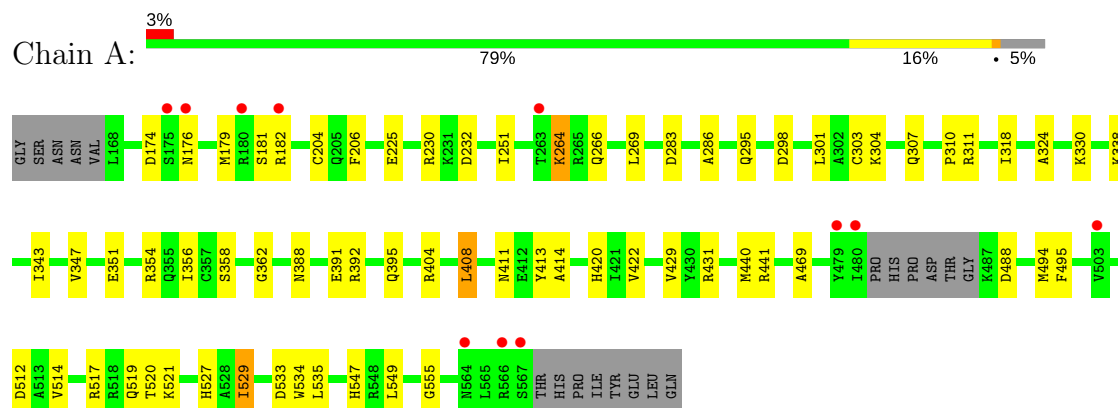 3%
Chain A:
79% 16% • 5%
GLY SER ASN ASN VAL L168 D174 S175 N176 M179 R180 S181 R182 C204 Q205 F206 E225 R230 K231 D232 I251 T263 K264 R265 Q266 L269 D283 A286 Q295 D298 L301 A302 C303 K304 Q307 P310 R311 I318 A324 K330
I343 V347 E351 R354 Q355 I356 C357 S358 G362 N388 E391 R392 Q395 R404 L408 N411 E412 Y413 A414 H420 I421 V422 V429 Y430 R431 M440 R441 A469 Y479 I480 PRO HIS PRO ASP THR GLY K487 D488 M494 F495 V503
D512 A513 V514 R517 R518 Q519 T520 K521 H527 A528 I529 D533 W534 L535 H547 R548 L549 G555 N564 L565 R566 S567 THR HIS PRO ILE TYR GLU LEU GLN